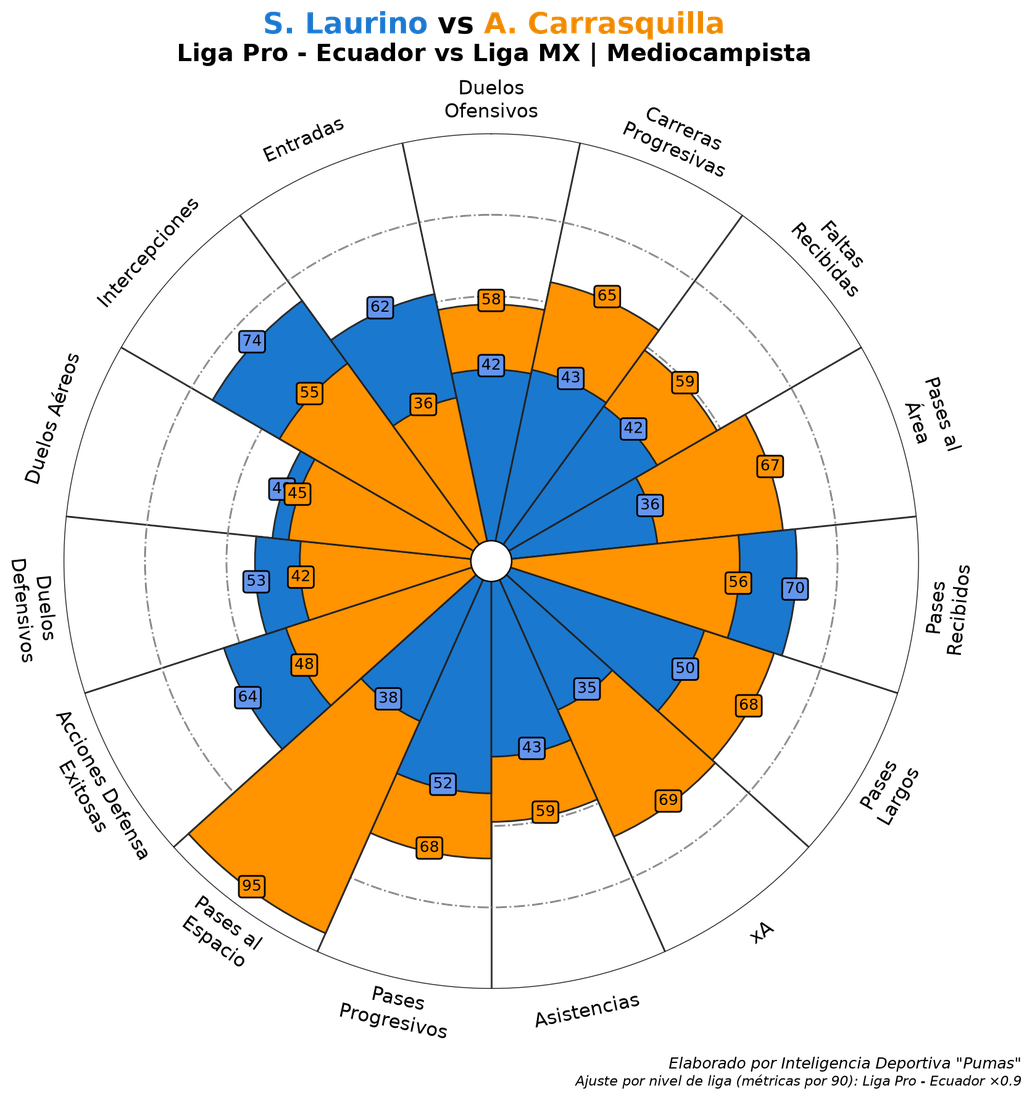 S. Laurino vs A. Carrasquilla
Liga Pro - Ecuador vs Liga MX | Mediocampista
Duelos
Ofensivos
58
42
Carreras
Progresivas
65
43
Faltas
Recibidas
59
42
Pases al
Área
67
36
Pases
Recibidos
56
70
Pases
Largos
50
68
xA
35
69
Asistencias
43
59
Pases
Progresivos
52
68
Pases al
Espacio
38
95
Acciones Defensa
Exitosas
64
48
Duelos
Defensivos
53
42
Duelos Aéreos
45
Intercepciones
74
55
Entradas
62
36
Elaborado por Inteligencia Deportiva "Pumas"
Ajuste por nivel de liga (métricas por 90): Liga Pro - Ecuador ×0.9